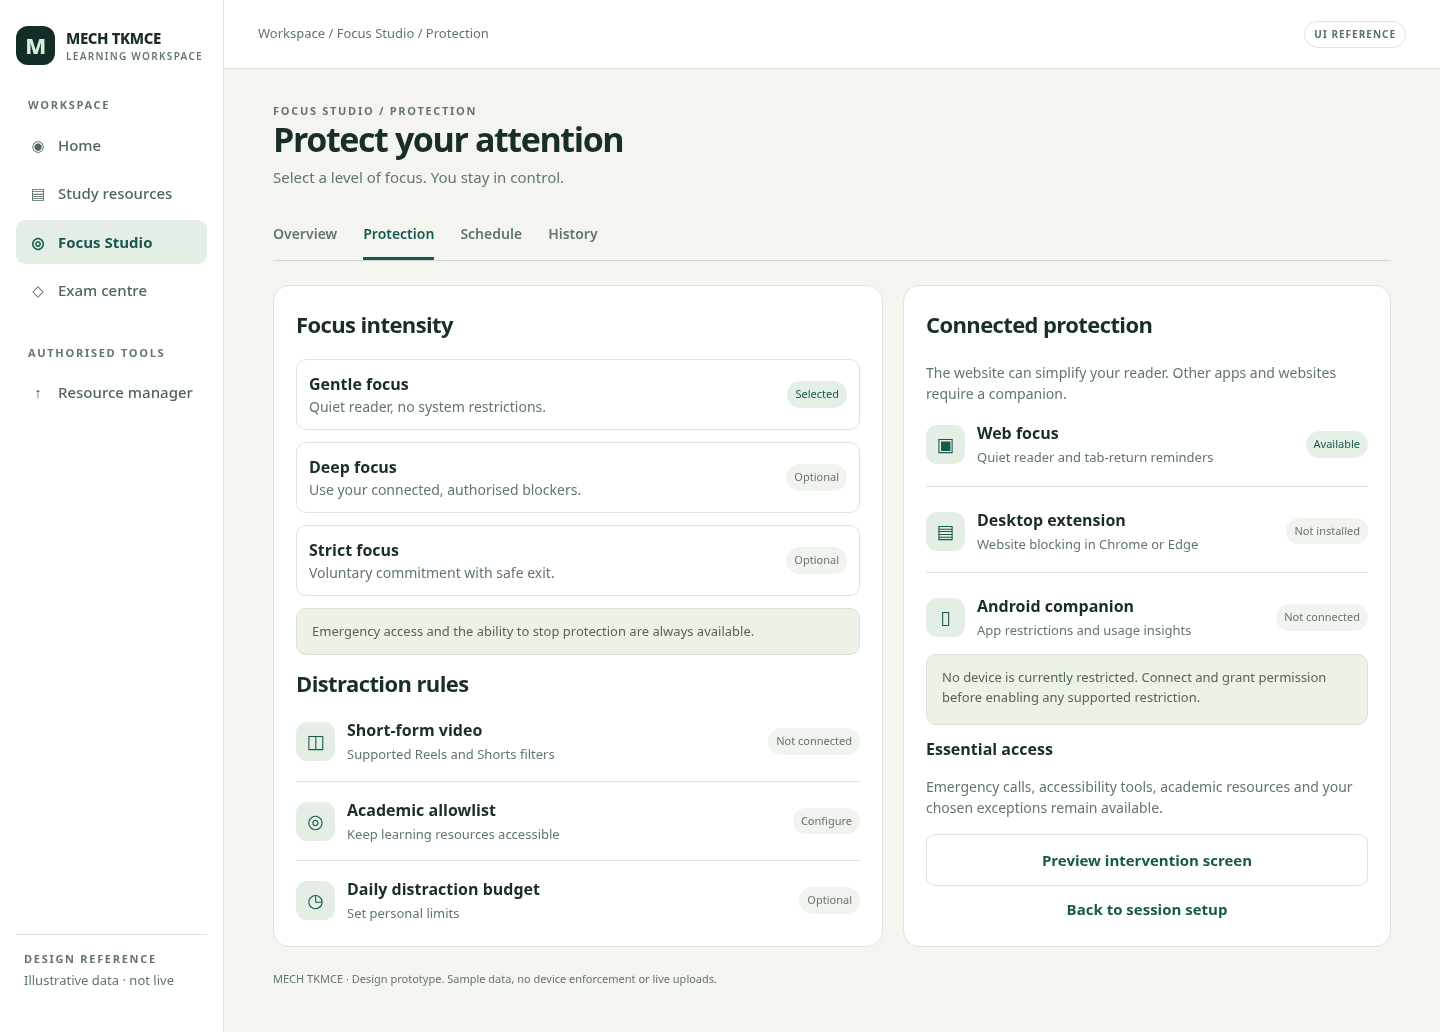 M
MECH TKMCE
LEARNING WORKSPACE
WORKSPACE
Home
Study resources
Focus Studio
Exam centre
AUTHORISED TOOLS
Resource manager
DESIGN REFERENCE
Illustrative data · not live
Workspace / Focus Studio / Protection
UI REFERENCE
FOCUS STUDIO / PROTECTION
Protect your attention
Select a level of focus. You stay in control.
Overview Protection Schedule History
Focus intensity
Gentle focus
Quiet reader, no system restrictions.
Selected
Deep focus
Use your connected, authorised blockers.
Optional
Strict focus
Voluntary commitment with safe exit.
Optional
Emergency access and the ability to stop protection are always available.
Distraction rules
Short-form video
Supported Reels and Shorts filters
Not connected
Academic allowlist
Keep learning resources accessible
Configure
Daily distraction budget
Set personal limits
Optional
Connected protection
The website can simplify your reader. Other apps and websites
require a companion.
Web focus
Quiet reader and tab-return reminders
Available
Desktop extension
Website blocking in Chrome or Edge
Not installed
Android companion
App restrictions and usage insights
Not connected
No device is currently restricted. Connect and grant permission
before enabling any supported restriction.
Essential access
Emergency calls, accessibility tools, academic resources and your
chosen exceptions remain available.
Preview intervention screen
Back to session setup
MECH TKMCE · Design prototype. Sample data, no device enforcement or live uploads.